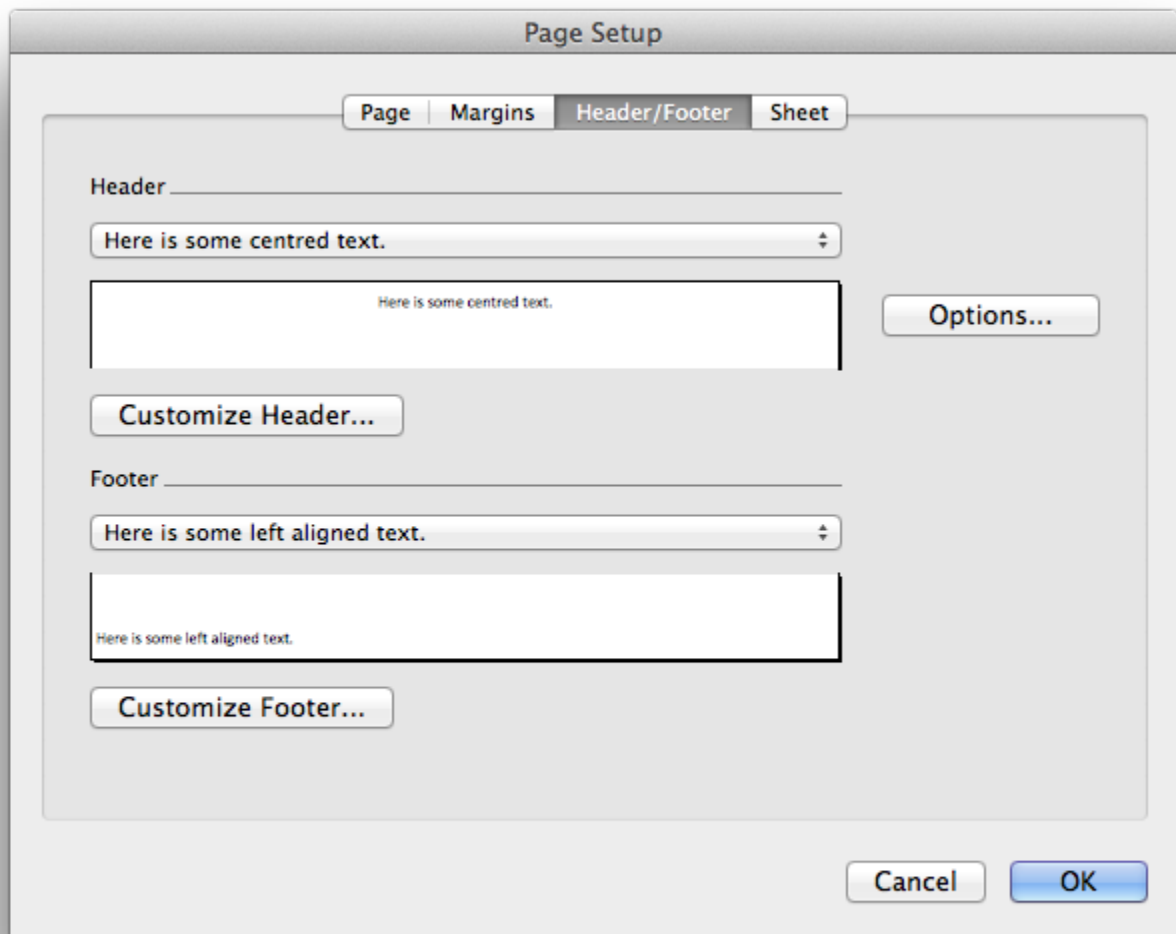 Page Setup
Page Margins Header/Footer Sheet
Header
Here is some centred text.
Here is some centred text.
Options...
Customize Header...
Footer
Here is some left aligned text.
Here is some left aligned text.
Customize Footer...
Cancel OK